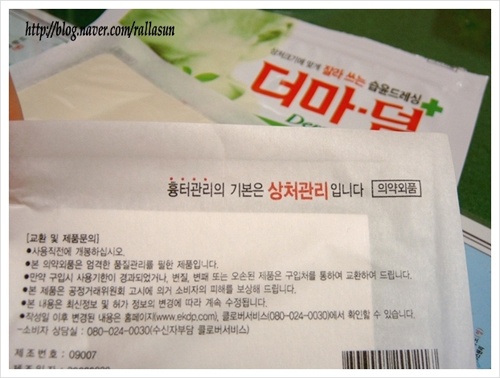 http://blog.naver.com/rallasun
상처크기에 맞게 잘라 쓰는 습윤드레싱
더마·덤
흉터관리의 기본은 상처관리입니다 의약외품
[교환 및 제품문의]
●사용직전에 개봉하십시오.
●본 의약외품은 엄격한 품질관리를 필한 제품입니다.
●만약 구입시 사용기한이 경과되었거나, 변질, 변패 또는 오손된 제품은 구입처를 통하여 교환하여 드립니다.
●본 제품은 공정거래위원회 고시에 의거 소비자의 피해를 보상해 드립니다.
●본 내용은 최신정보 및 허가 정보의 변경에 따라 계속 수정됩니다.
●작성일 이후 변경된 내용은 홈페이지(www.ekdp.com), 클로버서비스(080-024-0030)에서 확인할 수 있습니다.
-소비자 상담실 : 080-024-0030(수신자부담 클로버서비스)
제조번호 : 09007